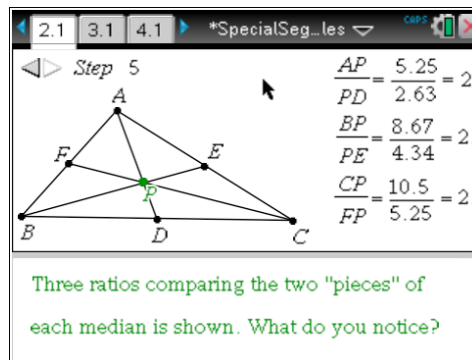 2.1 3.1 4.1 *SpecialSeg...les CAPS
Step 5
AP/PD = 5.25/2.63 = 2
BP/PE = 8.67/4.34 = 2
CP/FP = 10.5/5.25 = 2
A
F
E
P
B
D
C
Three ratios comparing the two "pieces" of
each median is shown. What do you notice?